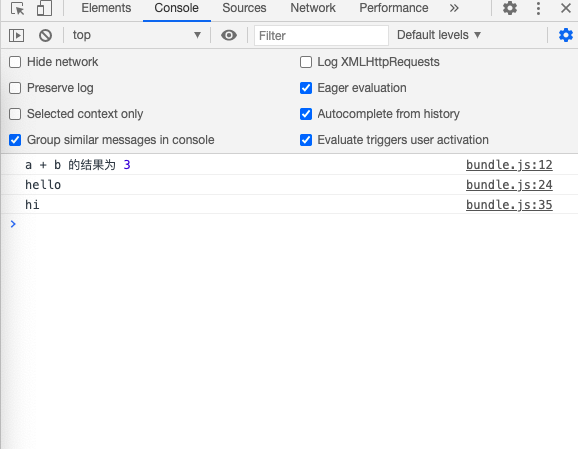 Elements Console Sources Network Performance »
top Filter Default levels
Hide network Log XMLHttpRequests
Preserve log Eager evaluation
Selected context only Autocomplete from history
Group similar messages in console Evaluate triggers user activation
a + b 的结果为 3 bundle.js:12
hello bundle.js:24
hi bundle.js:35